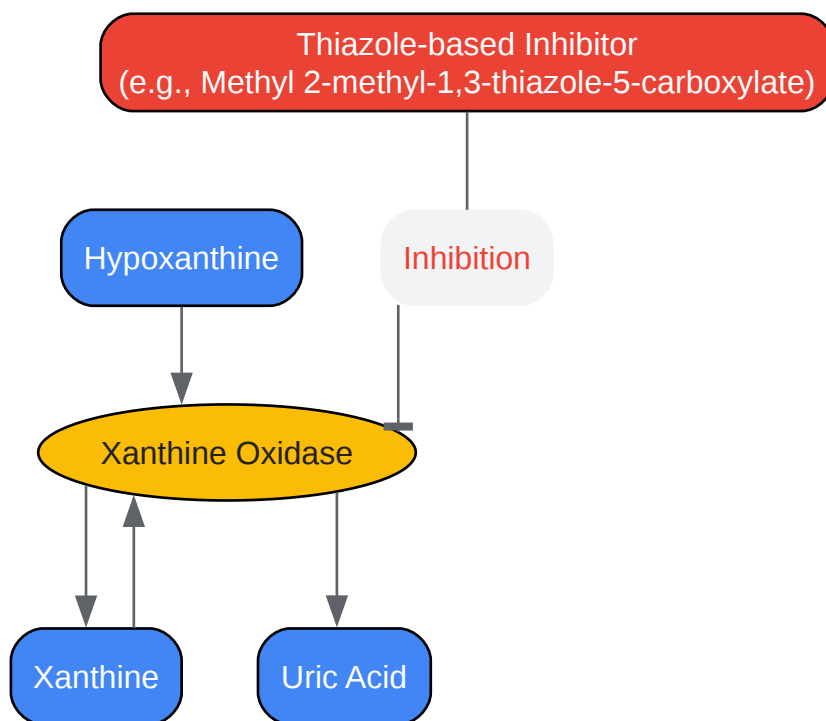 Thiazole-based Inhibitor
(e.g., Methyl 2-methyl-1,3-thiazole-5-carboxylate)
Hypoxanthine
Inhibition
Xanthine Oxidase
Xanthine
Uric Acid